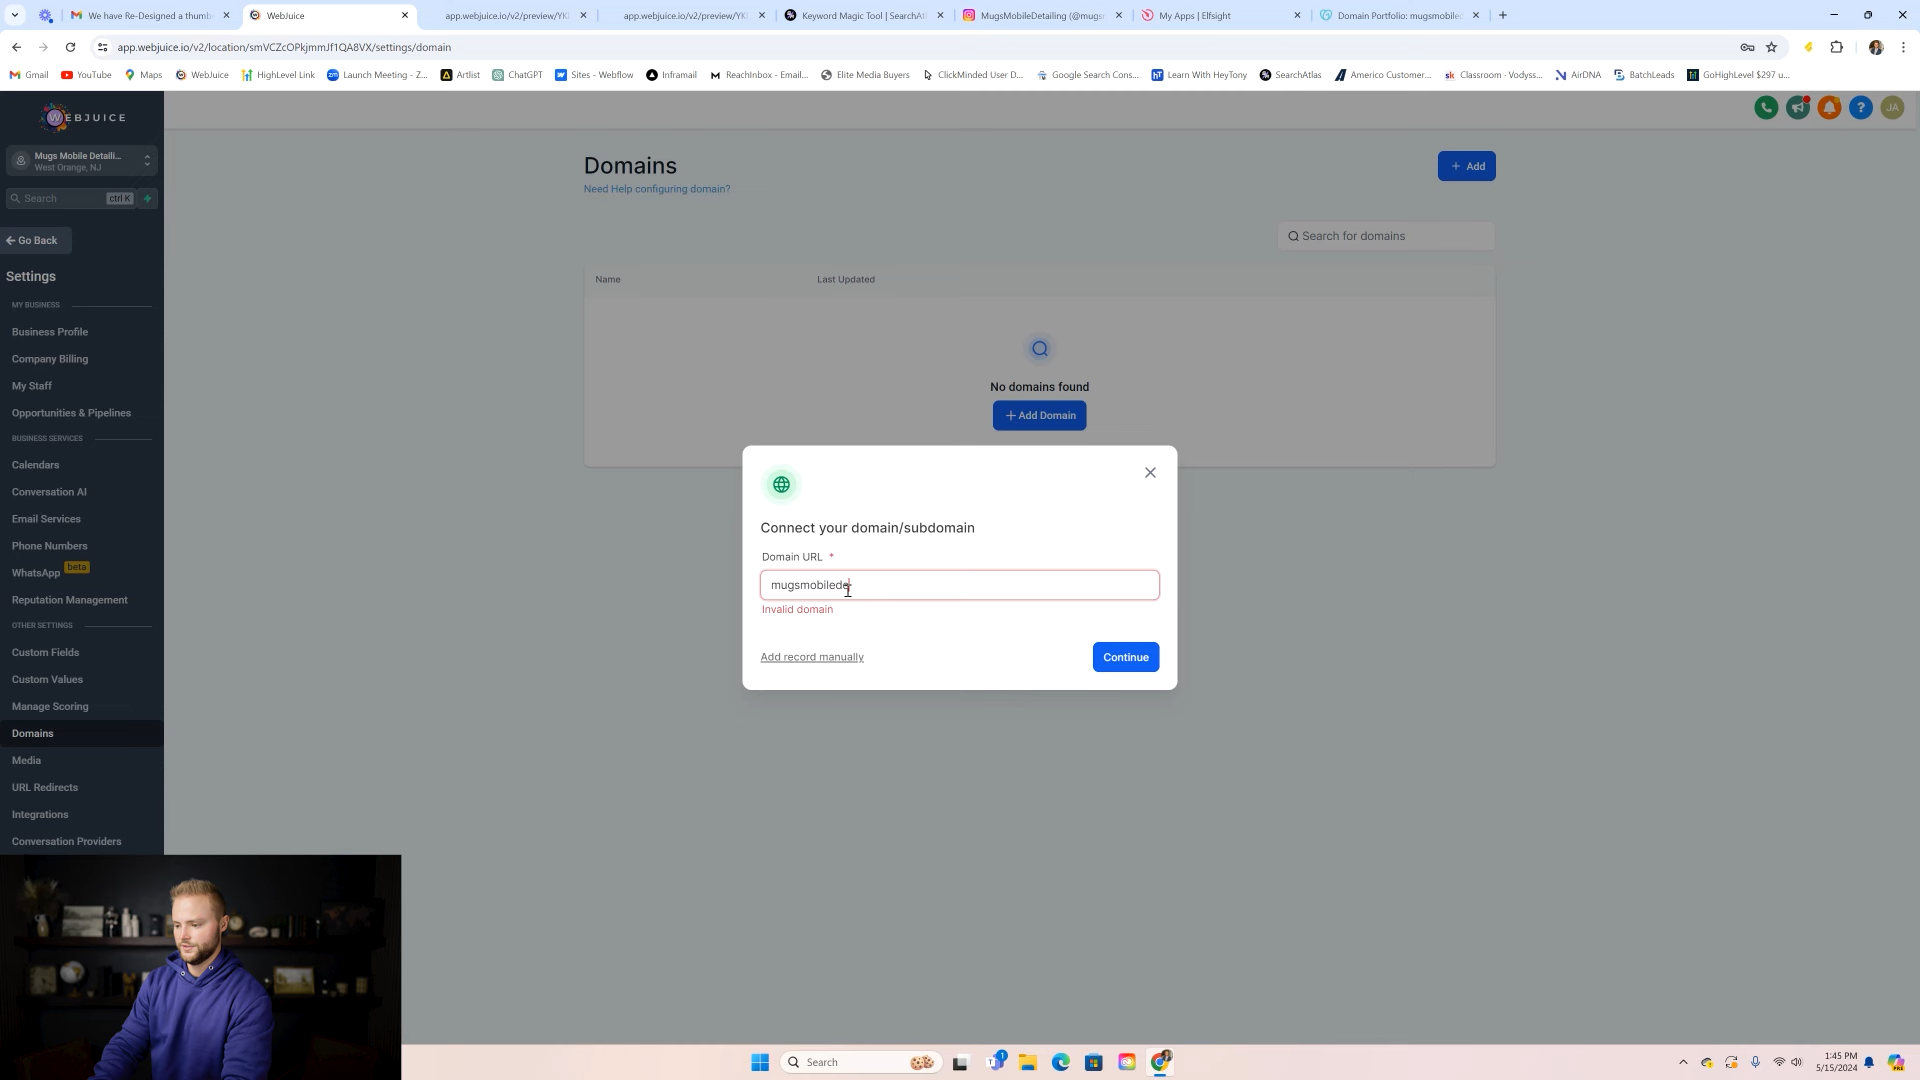 We have Re-Designed a thumb
WebJuice
app.webjuice.io/v2/preview/YKI
app.webjuice.io/v2/preview/YKI
Keyword Magic Tool | SearchAtl
MugsMobileDetailing (@mugsm
My Apps | Elfsight
Domain Portfolio: mugsmobiled
app.webjuice.io/v2/location/smVCZcOPkjmmJf1QA8VX/settings/domain
Gmail
YouTube
Maps
WebJuice
HighLevel Link
Launch Meeting - Z...
Artlist
ChatGPT
Sites - Webflow
Inframail
ReachInbox - Email...
Elite Media Buyers
ClickMinded User D...
Google Search Cons...
Learn With HeyTony
SearchAtlas
Americo Customer...
Classroom · Vodyss...
AirDNA
BatchLeads
GoHighLevel $297 u...
WEBJUICE
Mugs Mobile Detaili...
West Orange, NJ
Search
ctrl K
Go Back
Settings
MY BUSINESS
Business Profile
Company Billing
My Staff
Opportunities & Pipelines
BUSINESS SERVICES
Calendars
Conversation AI
Email Services
Phone Numbers
WhatsApp beta
Reputation Management
OTHER SETTINGS
Custom Fields
Custom Values
Manage Scoring
Domains
Media
URL Redirects
Integrations
Conversation Providers
JA
Domains
+ Add
Need Help configuring domain?
Search for domains
Name
Last Updated
No domains found
+ Add Domain
Connect your domain/subdomain
Domain URL *
mugsmobilede
Invalid domain
Add record manually
Continue
Search
1
1:45 PM
5/15/2024
PRE